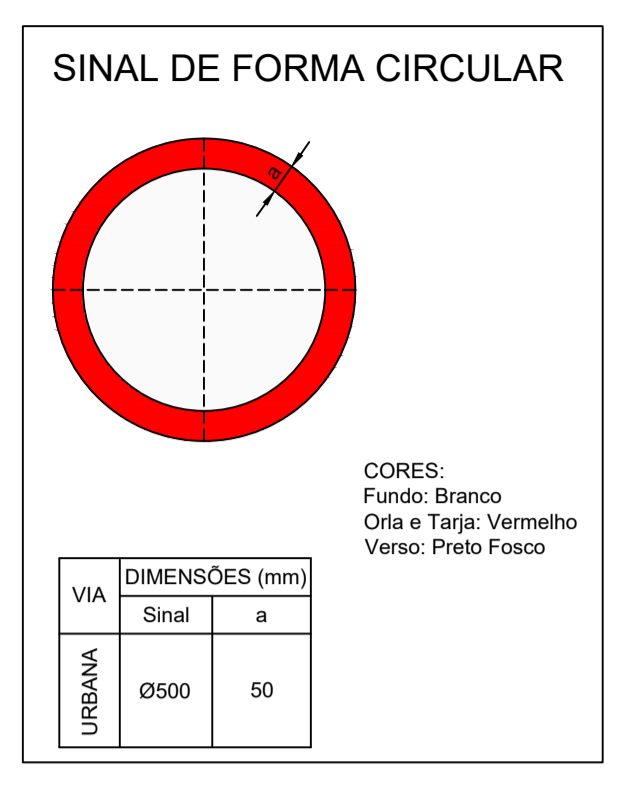 SINAL DE FORMA CIRCULAR
a
CORES:
Fundo: Branco
Orla e Tarja: Vermelho
Verso: Preto Fosco
VIA
DIMENSÕES (mm)
Sinal
a
URBANA
Ø500
50